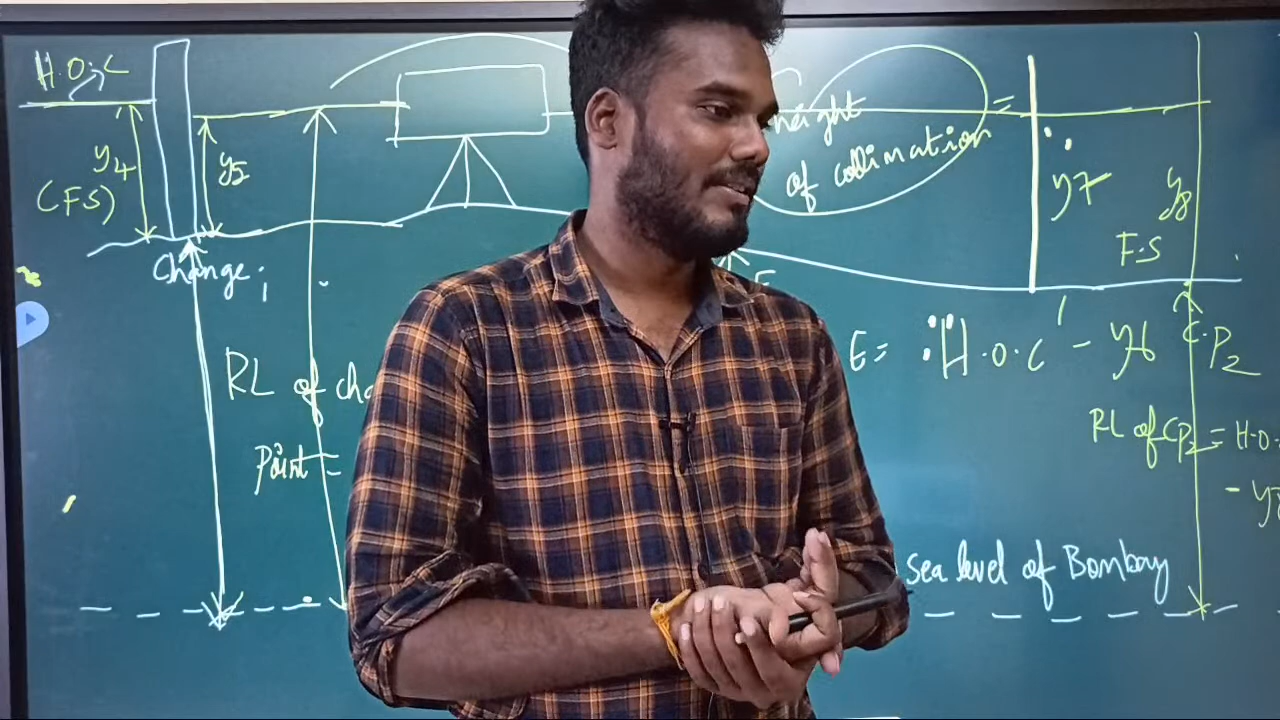 H.O.C
y4
(F.S)
y5
height
of collimation
=
y7
y8
F.S
Change
RL of cha
Point =
E = H.O.C - y6
C.P2
RL of CP2 = H.O.
- y
sea level of Bombay